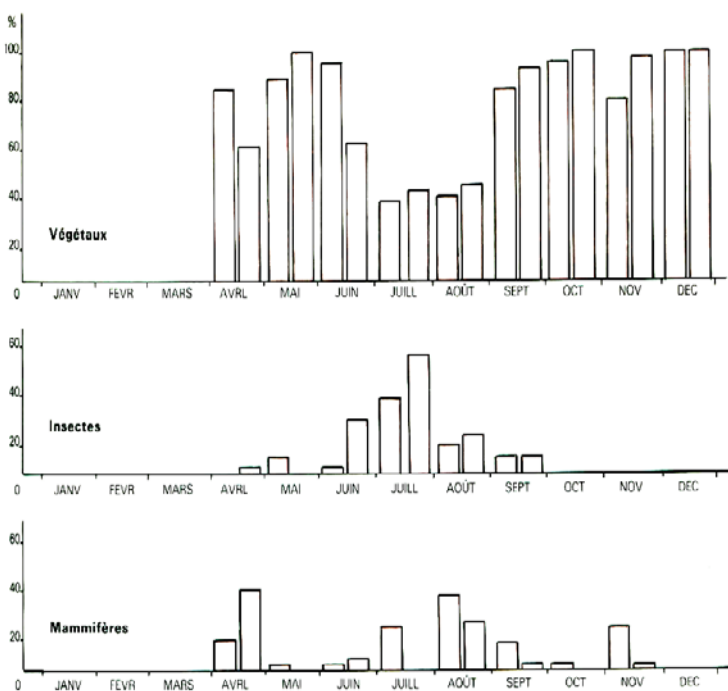 %
100
80
60
40
20
Végétaux
0 JANV FEVR MARS AVRL MAI JUIN JUILL AOÛT SEPT OCT NOV DEC
60
40
Insectes
20
0 JANV FEVR MARS AVRL MAI JUIN JUILL AOÛT SEPT OCT NOV DEC
60
40
Mammifères
20
0 JANV FEVR MARS AVRL MAI JUIN JUILL AOÛT SEPT OCT NOV DEC